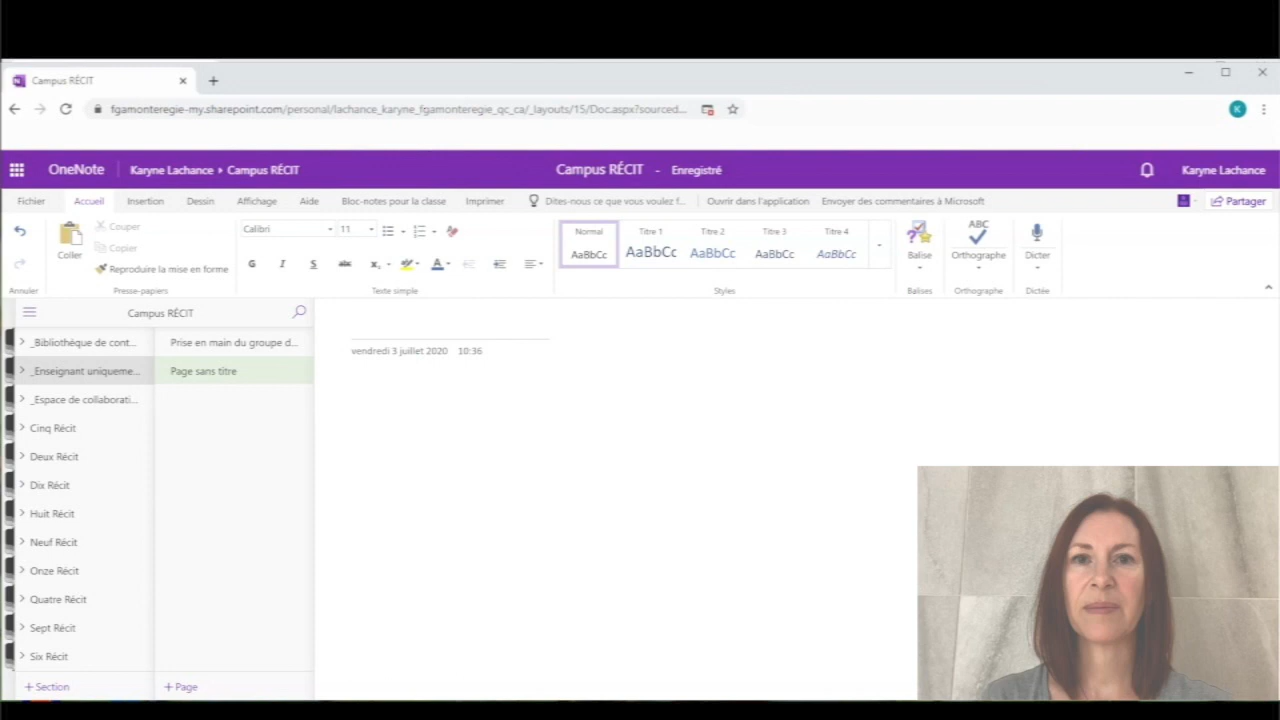 Campus RÉCIT
fgamonteregie-my.sharepoint.com/personal/lachance_karyne_fgamonteregie_qc_ca/_layouts/15/Doc.aspx?sourced...
K
OneNote Karyne Lachance Campus RÉCIT Campus RÉCIT - Enregistré Karyne Lachance
Fichier Accueil Insertion Dessin Affichage Aide Bloc-notes pour la classe Imprimer Dites-nous ce que vous voulez f... Ouvrir dans l'application Envoyer des commentaires à Microsoft Partager
Coller
Couper
Copier
Reproduire la mise en forme
Calibri 11
G I S abc x A
Normal Titre 1 Titre 2 Titre 3 Titre 4
AaBbCc AaBbCc AaBbCc AaBbCc AaBbCc
Balise
ABC
Orthographe
Dicter
Annuler Presse-papiers Texte simple Styles Balises Orthographe Dictée
Campus RÉCIT
_Bibliothèque de cont... Prise en main du groupe d...
_Enseignant uniqueme... Page sans titre
_Espace de collaborati...
Cinq Récit
Deux Récit
Dix Récit
Huit Récit
Neuf Récit
Onze Récit
Quatre Récit
Sept Récit
Six Récit
+ Section + Page
vendredi 3 juillet 2020 10:36